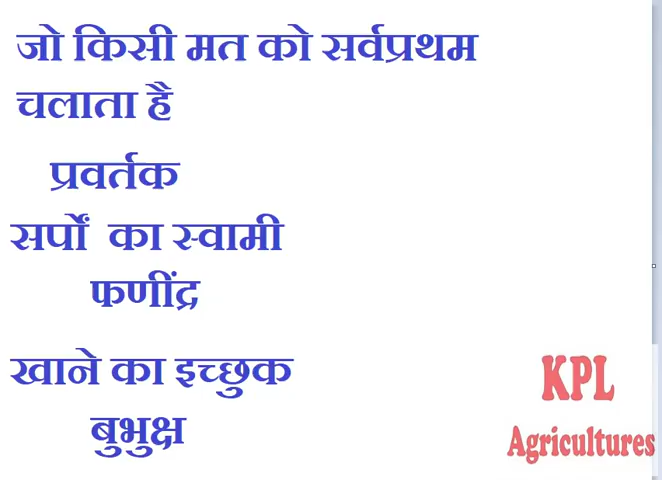 जो किसी मत को सर्वप्रथम
चलाता है
प्रवर्तक
सर्पों का स्वामी
फणींद्र
खाने का इच्छुक
बुभुक्ष
KPL
Agricultures